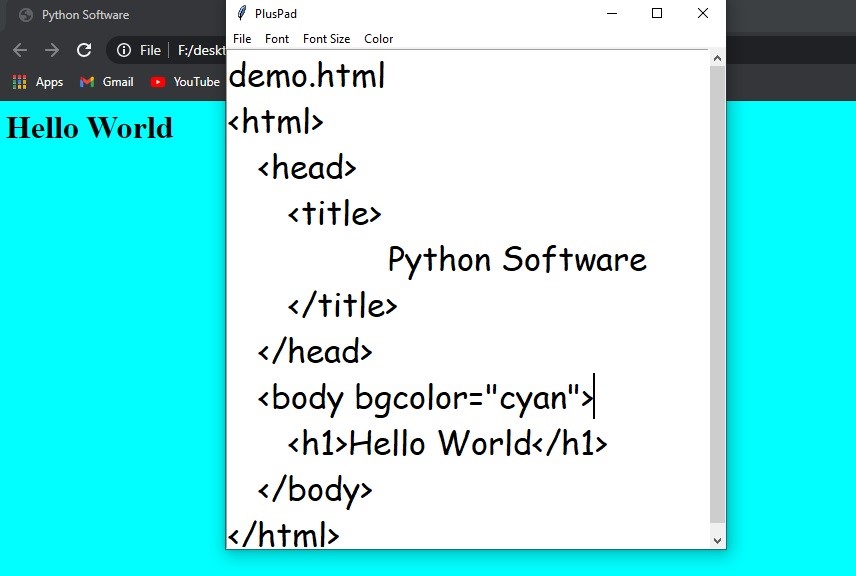 Python Software
File F:/deskt
Apps Gmail YouTube
Hello World
PlusPad
File Font Font Size Color
demo.html
<html>
<head>
<title>
Python Software
</title>
</head>
<body bgcolor="cyan">
<h1>Hello World</h1>
</body>
</html>